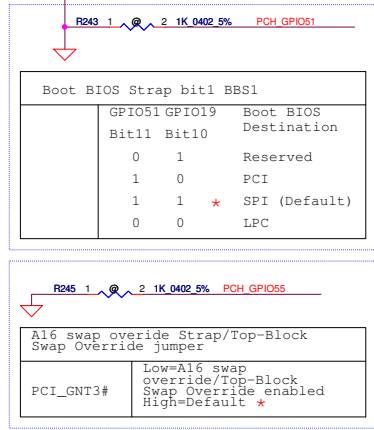 R243 1 @ 2 1K_0402_5% PCH_GPIO51
Boot BIOS Strap bit1 BBS1
GPIO51 GPIO19 Boot BIOS
Bit11 Bit10 Destination
0 1 Reserved
1 0 PCI
1 1 * SPI (Default)
0 0 LPC
R245 1 @ 2 1K_0402_5% PCH_GPIO55
A16 swap overide Strap/Top-Block
Swap Override jumper
PCI_GNT3#
Low=A16 swap
override/Top-Block
Swap Override enabled
High=Default *